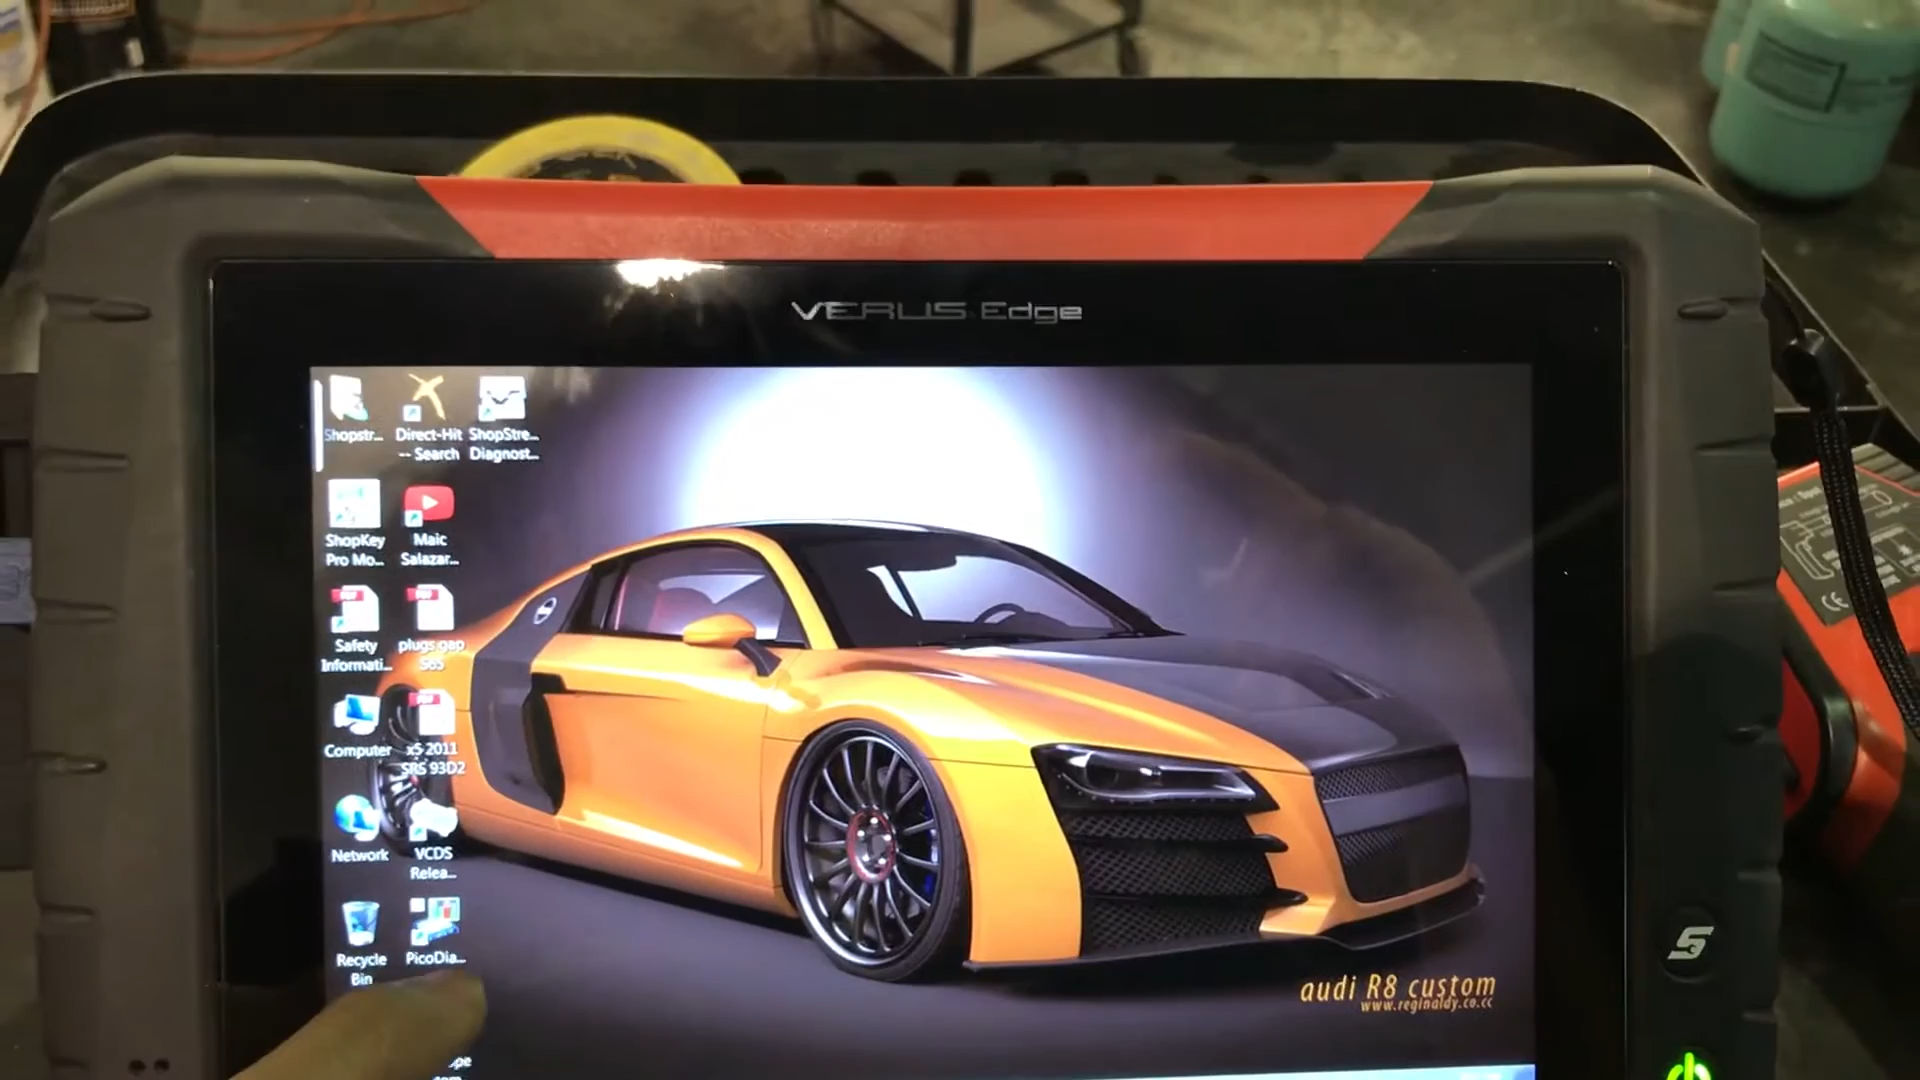 VERUS Edge
Shopstr...
Direct-Hit
-- Search
ShopStre...
Diagnost...
ShopKey
Pro Mo...
Maic
Salazar...
Safety
Informati...
plugs gap
S65
Computer
x5 2011
SRS 93D2
Network
VCDS
Relea...
Recycle
Bin
PicoDia...
audi R8 custom
www.reginaldy.co.cc